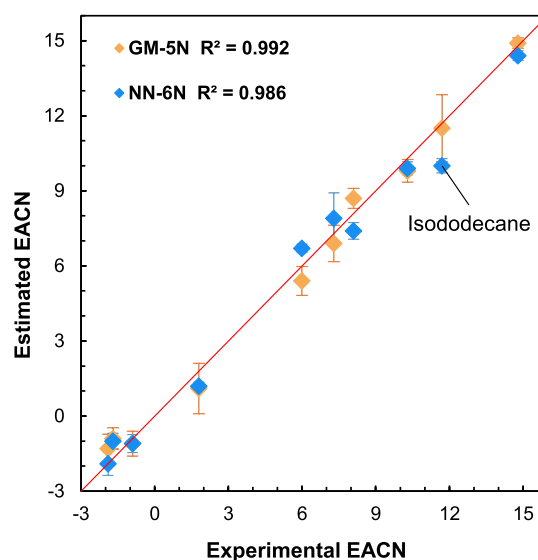 GM-5N R² = 0.992
NN-6N R² = 0.986
Isododecane
Estimated EACN
15
12
9
6
3
0
-3
-3 0 3 6 9 12 15
Experimental EACN